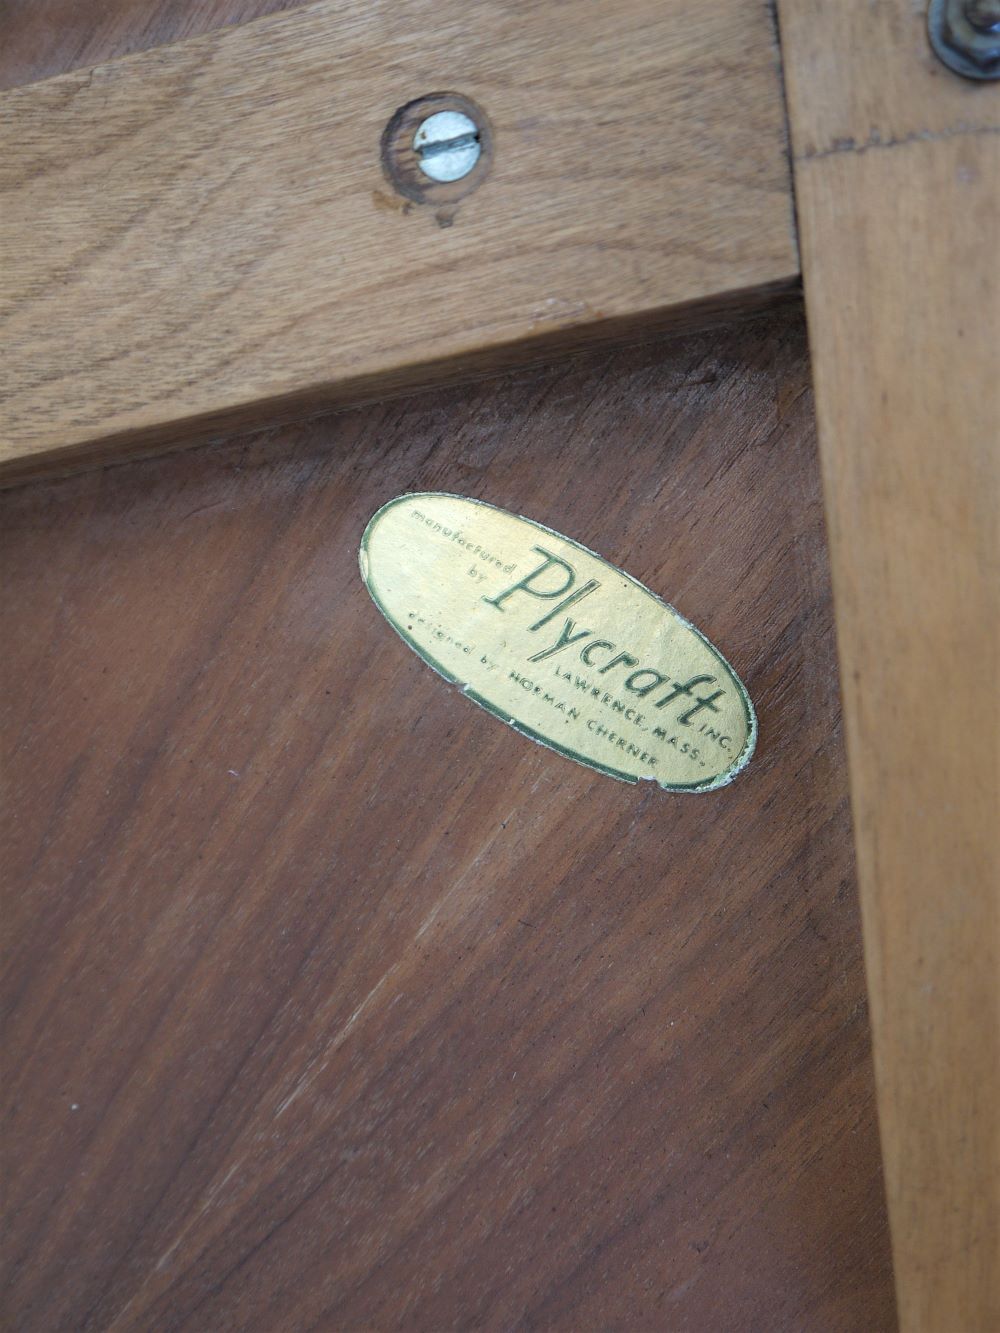 manufactured
by
Plycraft INC.
LAWRENCE, MASS.
designed by NORMAN CHERNER